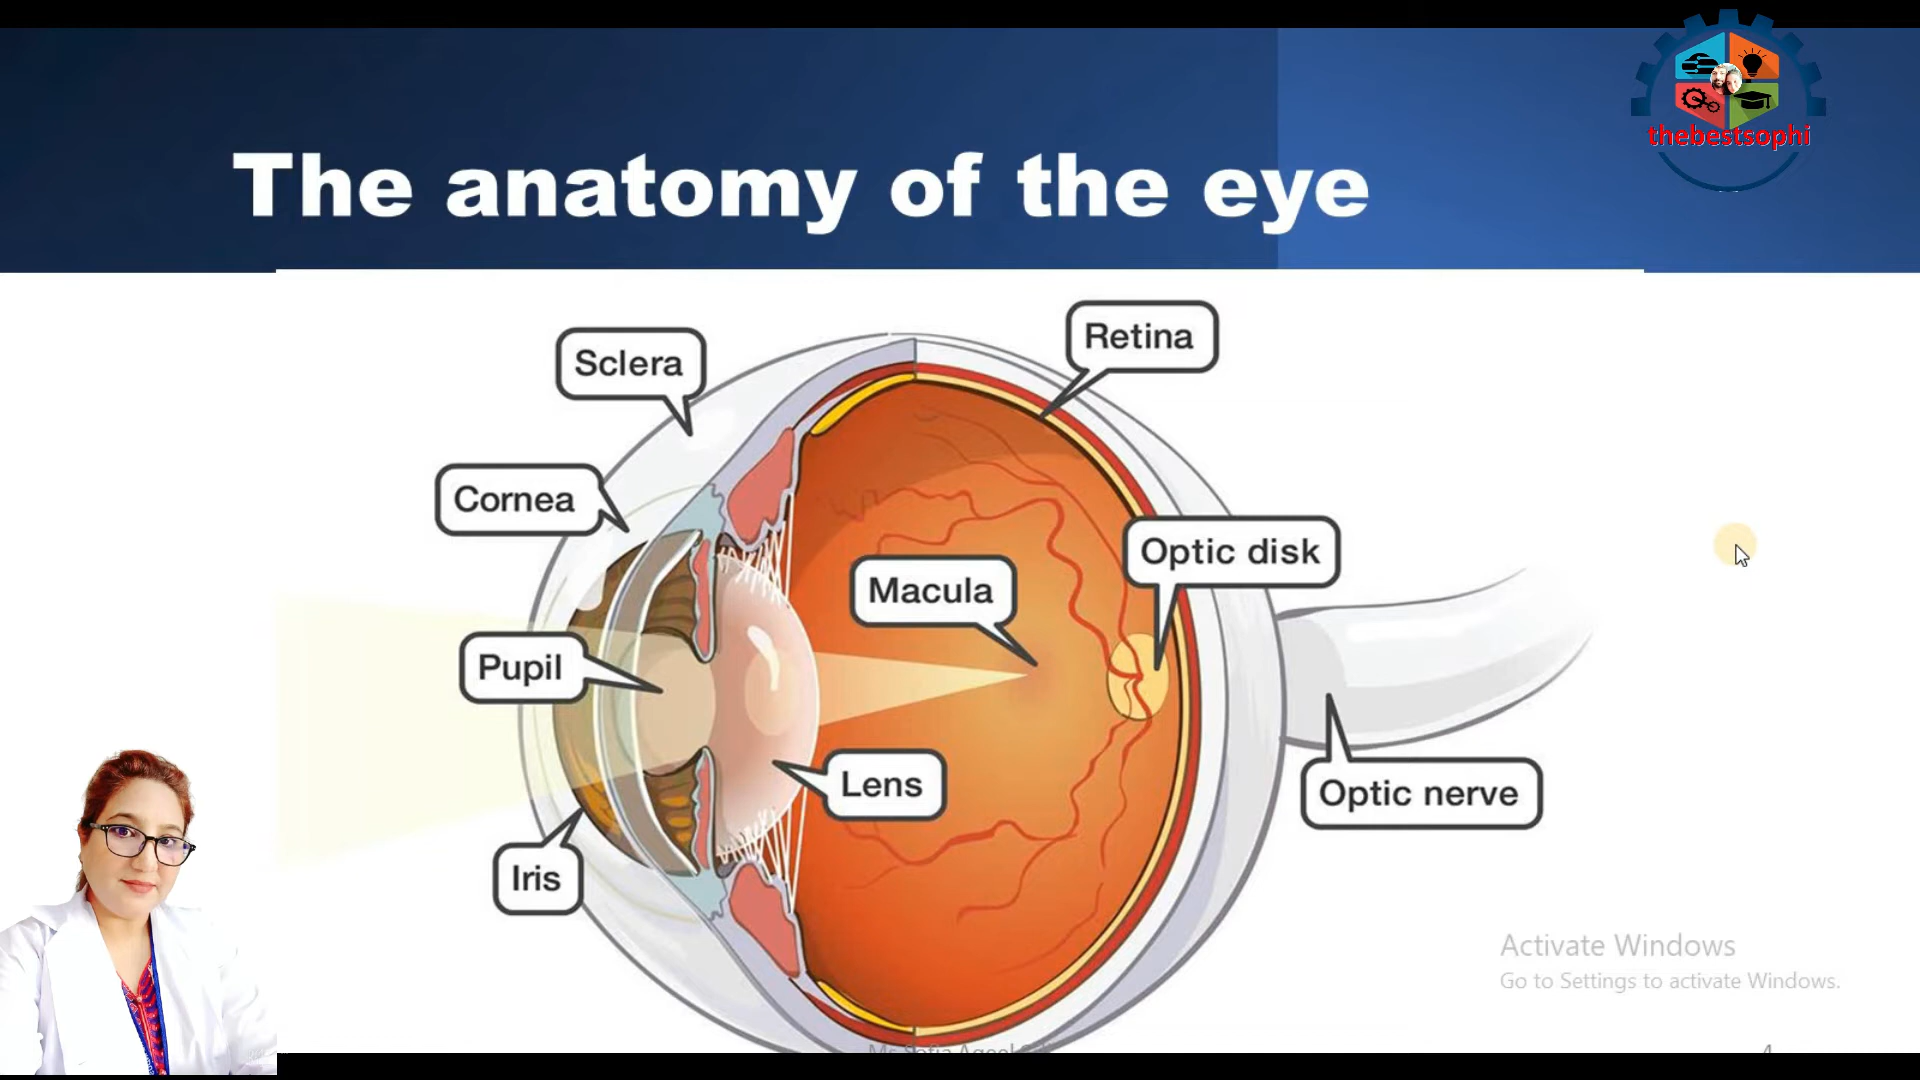 thebestsophi
The anatomy of the eye
Retina
Sclera
Cornea
Optic disk
Macula
Pupil
Lens
Optic nerve
Iris
Activate Windows
Go to Settings to activate Windows.